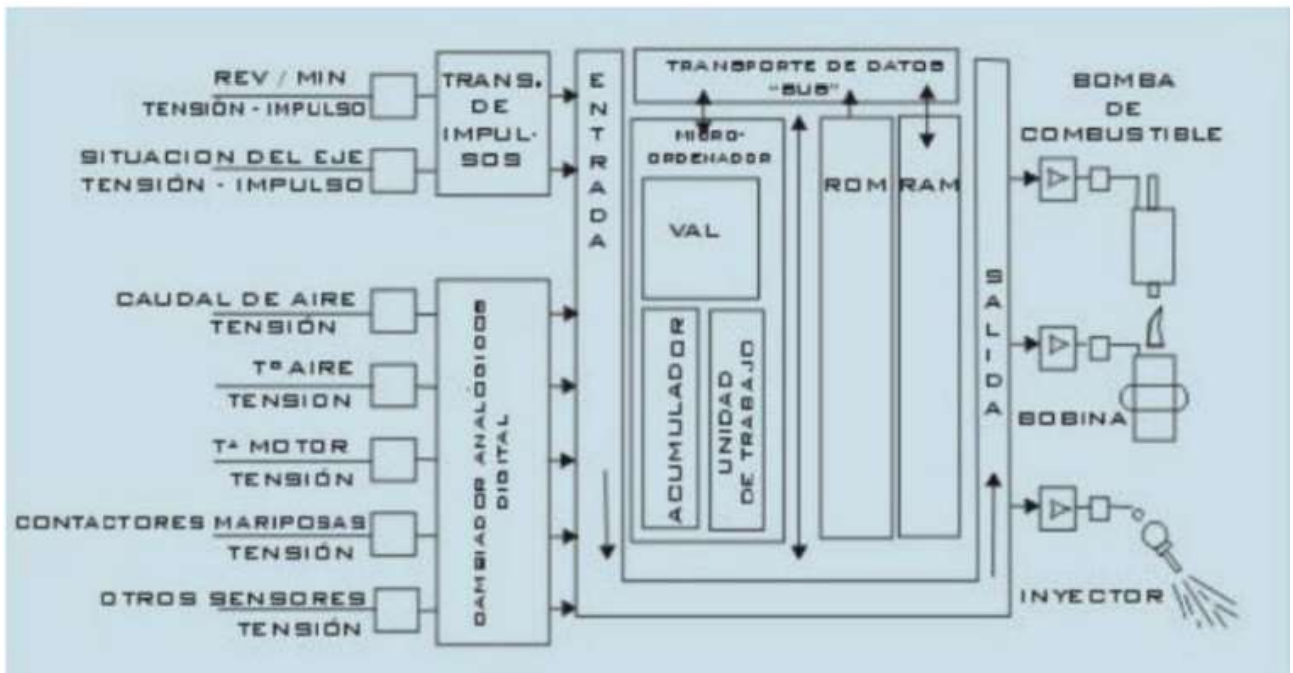 REV / MIN
TENSIÓN - IMPULSO
SITUACION DEL EJE
TENSIÓN - IMPULSO
TRANS.
DE
IMPUL-
SOS
CAUDAL DE AIRE
TENSIÓN
Tº AIRE
TENSION
Tª MOTOR
TENSIÓN
CONTACTORES MARIPOSAS
TENSIÓN
OTROS SENSORES
TENSIÓN
CAMBIADOR ANALÓGIDOS
DIGITAL
ENTRADA
TRANSPORTE DE DATOS
"BUS"
MICRO-
ORDENADOR
VAL
ACUMULADOR
UNIDAD
DE TRABAJO
ROM
RAM
SALIDA
BOMBA
DE
COMBUSTIBLE
BOBINA
INYECTOR